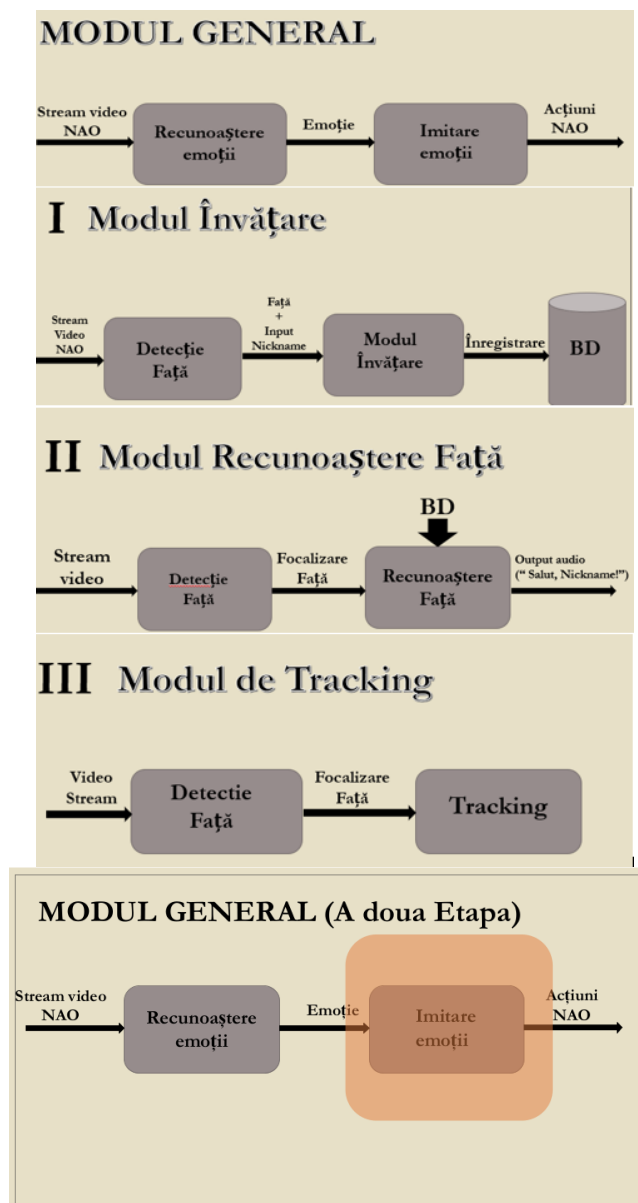 MODUL GENERAL
Stream video
NAO
Recunoaștere
emoții
Emoție
Imitare
emoții
Acțiuni
NAO
I Modul Învățare
Stream
Video
NAO
Detecție
Față
Față
+
Input
Nickname
Modul
Învățare
Înregistrare
BD
II Modul Recunoaștere Față
Stream
video
Detecție
Față
Focalizare
Față
BD
Recunoaștere
Față
Output audio
(“ Salut, Nickname!”)
III Modul de Tracking
Video
Stream
Detectie
Față
Focalizare
Față
Tracking
MODUL GENERAL (A doua Etapa)
Stream video
NAO
Recunoaștere
emoții
Emoție
Imitare
emoții
Acțiuni
NAO